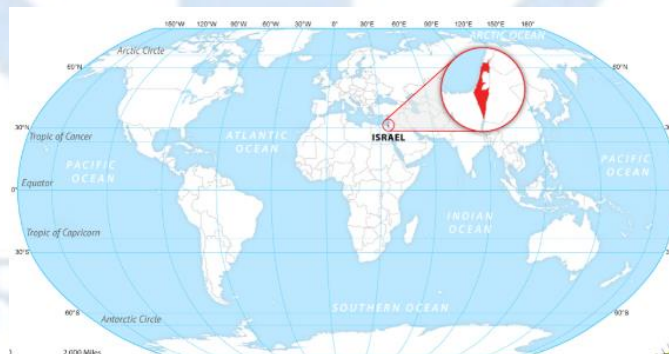 180° 150°W 120°W 90°W 60°W 30°W 0° 30°E 60°E 90°E 120°E 150°E 180°
ARCTIC OCEAN
Arctic Circle
60°N
30°N
Tropic of Cancer
ATLANTIC
OCEAN
ISRAEL
PACIFIC
OCEAN
PACIFIC
OCEAN
Equator
0°
INDIAN
OCEAN
Tropic of Capricorn
30°S
30°S
SOUTHERN OCEAN
60°S
60°S
Antarctic Circle
2,000 Miles